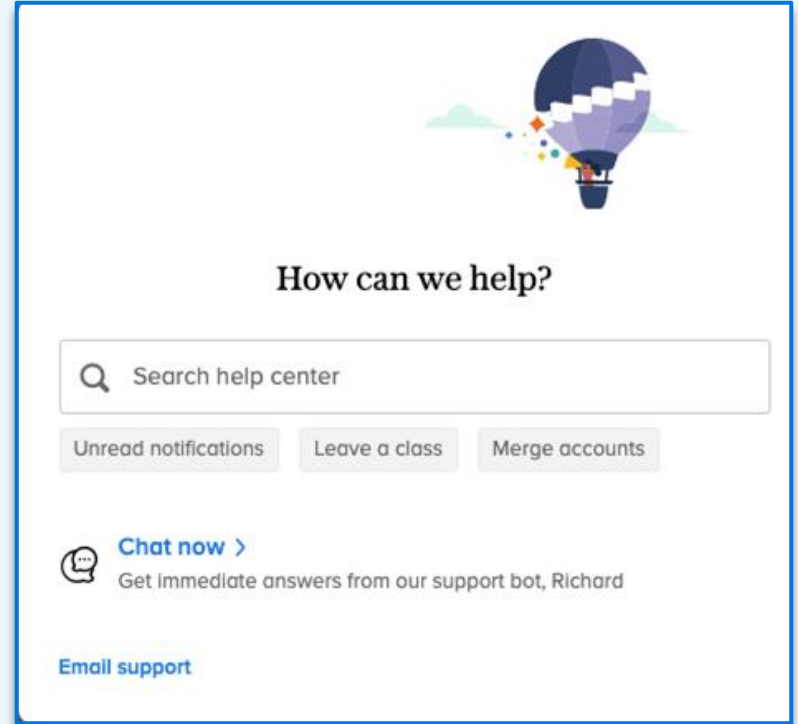 How can we help?
Search help center
Unread notifications Leave a class Merge accounts
Chat now >
Get immediate answers from our support bot, Richard
Email support